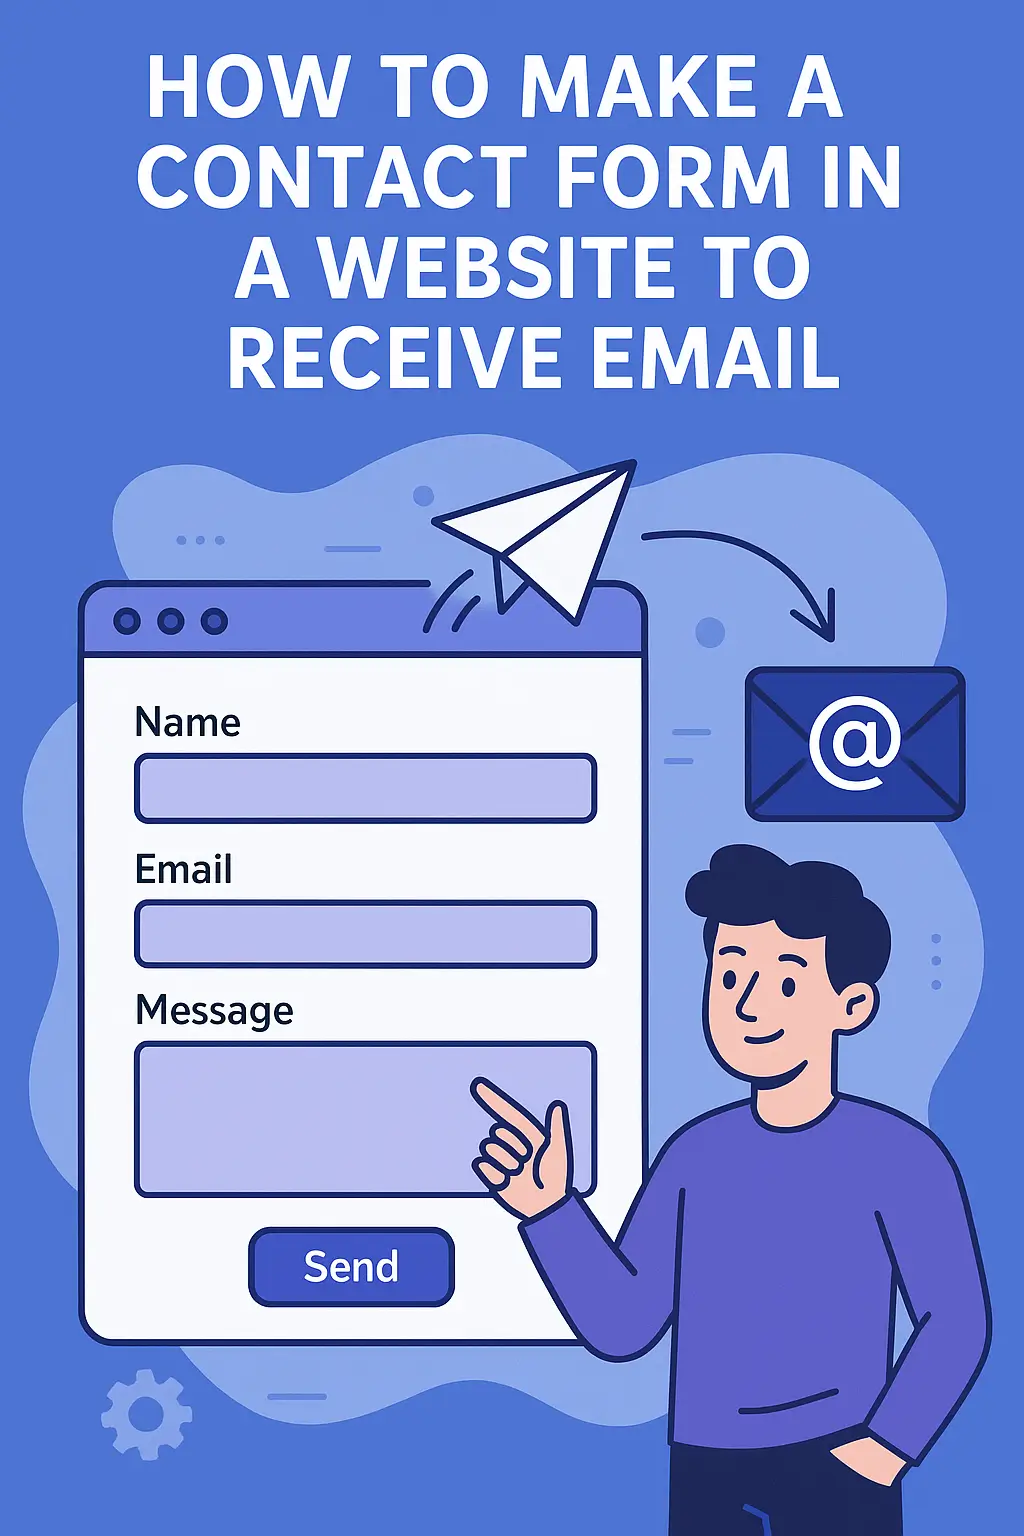 HOW TO MAKE A
CONTACT FORM IN
A WEBSITE TO
RECEIVE EMAIL
@
Name
Email
Message
Send